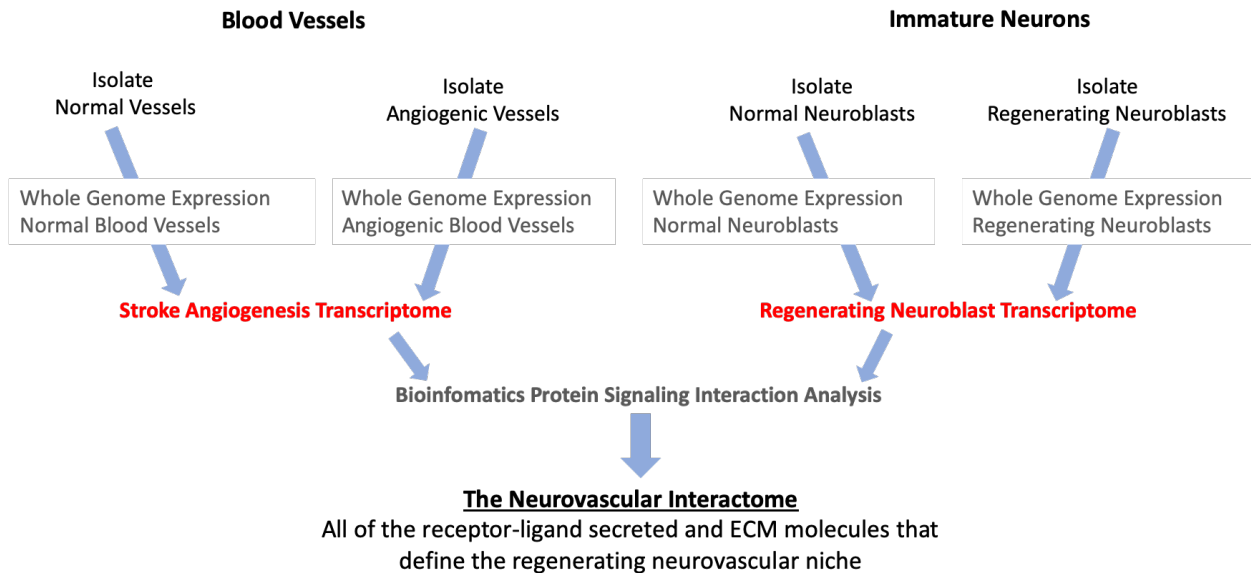 Blood Vessels
Immature Neurons
Isolate
Normal Vessels
Isolate
Angiogenic Vessels
Isolate
Normal Neuroblasts
Isolate
Regenerating Neuroblasts
Whole Genome Expression
Normal Blood Vessels
Whole Genome Expression
Angiogenic Blood Vessels
Whole Genome Expression
Normal Neuroblasts
Whole Genome Expression
Regenerating Neuroblasts
Stroke Angiogenesis Transcriptome
Regenerating Neuroblast Transcriptome
Bioinfomatics Protein Signaling Interaction Analysis
The Neurovascular Interactome
All of the receptor-ligand secreted and ECM molecules that
define the regenerating neurovascular niche